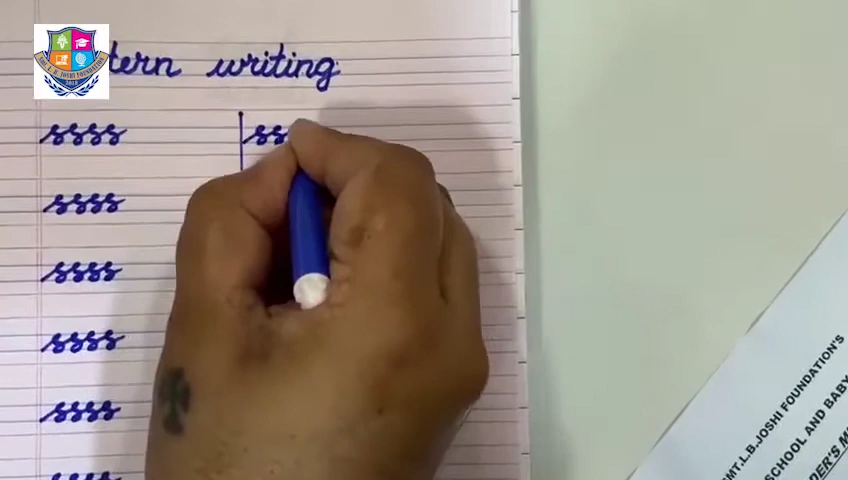 tern writing
ssss
ss
ssss
ssss
ssss
ssss
ssss
SMT.L.B.JOSHI FOUNDATION'S
SCHOOL AND BABY